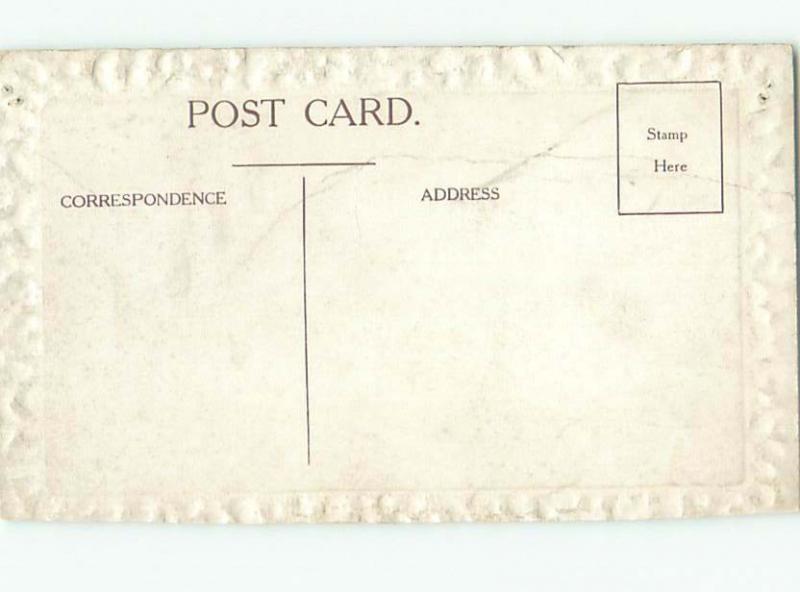 POST CARD.
CORRESPONDENCE
ADDRESS
Stamp
Here